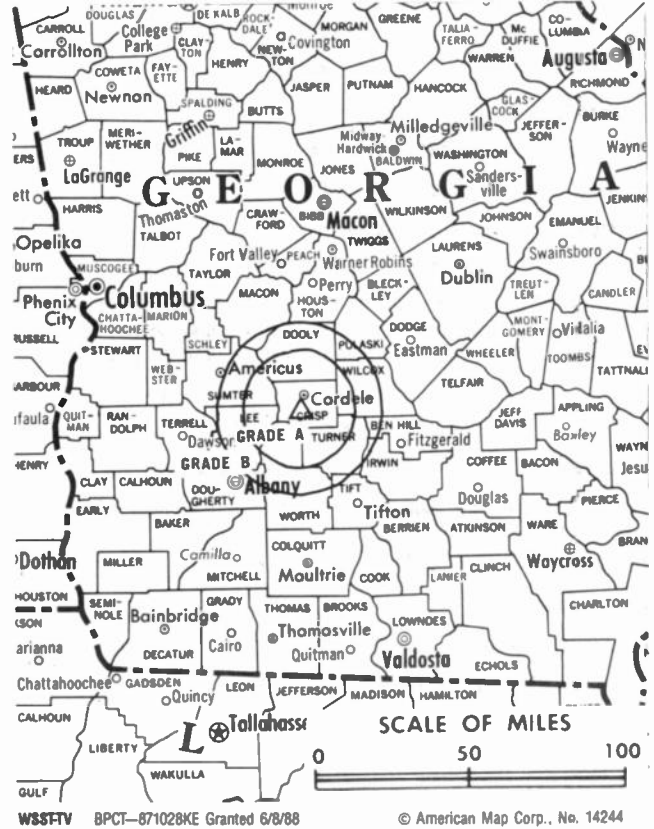 DOUGLAS
DE KALB
ROCK-
DALE
MORGAN
GREENE
TALIA-
FERRO
Mc
DUFFIE
CO-
LUMBIA
CARROLL
Carrollton
College
Park
CLAY-
TON
HENRY
NEW-
TON
Covington
WARREN
Augusta
RICHMOND
HEARD
COWETA
Newnon
FAY-
ETTE
SPALDING
Griffin
BUTTS
JASPER
PUTNAM
HANCOCK
GLAS-
COCK
JEFFER-
SON
BURKE
Wayne
TROUP
LaGrange
MERI-
WETHER
PIKE
LA-
MAR
MONROE
JONES
Midway-
Hardwick
Milledgeville
BALDWIN
WASHINGTON
Sanders-
ville
GEORGIA
UPSON
Thomaston
HARRIS
TALBOT
CRAW-
FORD
BIBB
Macon
WILKINSON
JOHNSON
EMANUEL
JENKIN
Swainsboro
Opelika
MUSCOGEE
Phenix
City
Columbus
CHATTA-
HOOCHEE
MARION
TAYLOR
Fort Valley
PEACH
TWIGGS
Warner Robins
Perry
HOUS-
TON
MACON
BLECK-
LEY
LAURENS
Dublin
TREUT-
LEN
CANDLER
MONT-
GOMERY
Vidalia
TOOMBS
TATTNALL
RUSSELL
STEWART
WEB-
STER
SCHLEY
Americus
SUMTER
DOOLY
PULASKI
WILCOX
DODGE
Eastman
WHEELER
TELFAIR
Cordele
CRISP
LEE
GRADE A
TURNER
GRADE B
QUIT-
MAN
RAN-
DOLPH
TERRELL
Dawson
BEN HILL
Fitzgerald
IRWIN
JEFF
DAVIS
APPLING
Baxley
HENRY
CLAY
CALHOUN
DOU-
GHERTY
Albany
COFFEE
Douglas
BACON
PIERCE
EARLY
BAKER
WORTH
TIFT
Tifton
BERRIEN
ATKINSON
WARE
Waycross
Dothan
MILLER
Camilla
MITCHELL
COLQUITT
Moultrie
COOK
LANIER
CLINCH
CHARLTON
HOUSTON
SEMI-
NOLE
Bainbridge
DECATUR
GRADY
Cairo
THOMAS
Thomasville
BROOKS
Quitman
LOWNDES
Valdosta
ECHOLS
Chattahoochee
GADSDEN
Quincy
LEON
JEFFERSON
MADISON
HAMILTON
CALHOUN
LIBERTY
L
Tallahasse
WAKULLA
GULF
SCALE OF MILES
0 50 100
WSST-TV BPCT—871028KE Granted 6/8/88 © American Map Corp., No. 14244